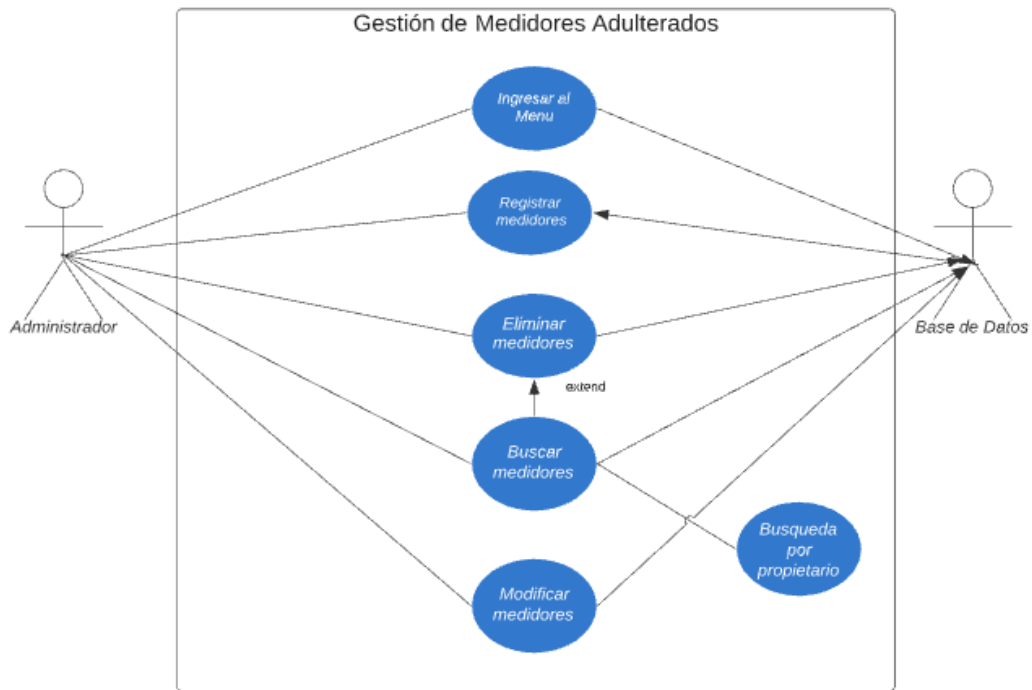 Gestión de Medidores Adulterados
Ingresar al
Menu
Registrar
medidores
Administrador
Base de Datos
Eliminar
medidores
extend
Buscar
medidores
Busqueda
por
propietario
Modificar
medidores